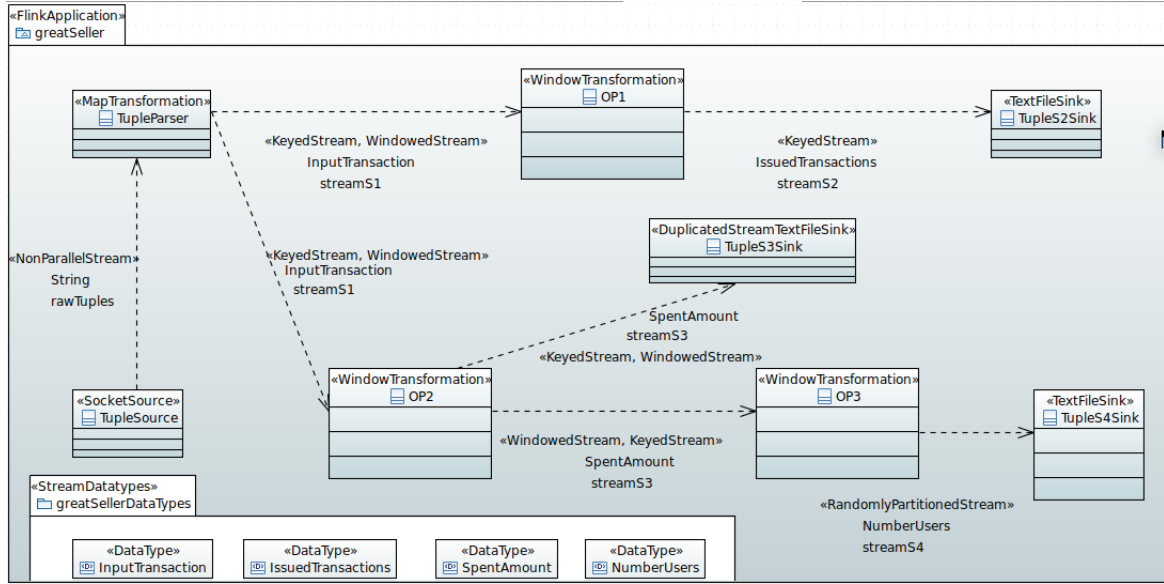 «FlinkApplication»
greatSeller
«MapTransformation»
TupleParser
«WindowTransformation»
OP1
«TextFileSink»
TupleS2Sink
«KeyedStream, WindowedStream»
InputTransaction
streamS1
«KeyedStream»
IssuedTransactions
streamS2
«DuplicatedStreamTextFileSink»
TupleS3Sink
«NonParallelStream»
String
rawTuples
«KeyedStream, WindowedStream»
InputTransaction
streamS1
SpentAmount
streamS3
«KeyedStream, WindowedStream»
«SocketSource»
TupleSource
«WindowTransformation»
OP2
«WindowTransformation»
OP3
«TextFileSink»
TupleS4Sink
«WindowedStream, KeyedStream»
SpentAmount
streamS3
«RandomlyPartitionedStream»
NumberUsers
streamS4
«StreamDatatypes»
greatSellerDataTypes
«DataType»
InputTransaction
«DataType»
IssuedTransactions
«DataType»
SpentAmount
«DataType»
NumberUsers